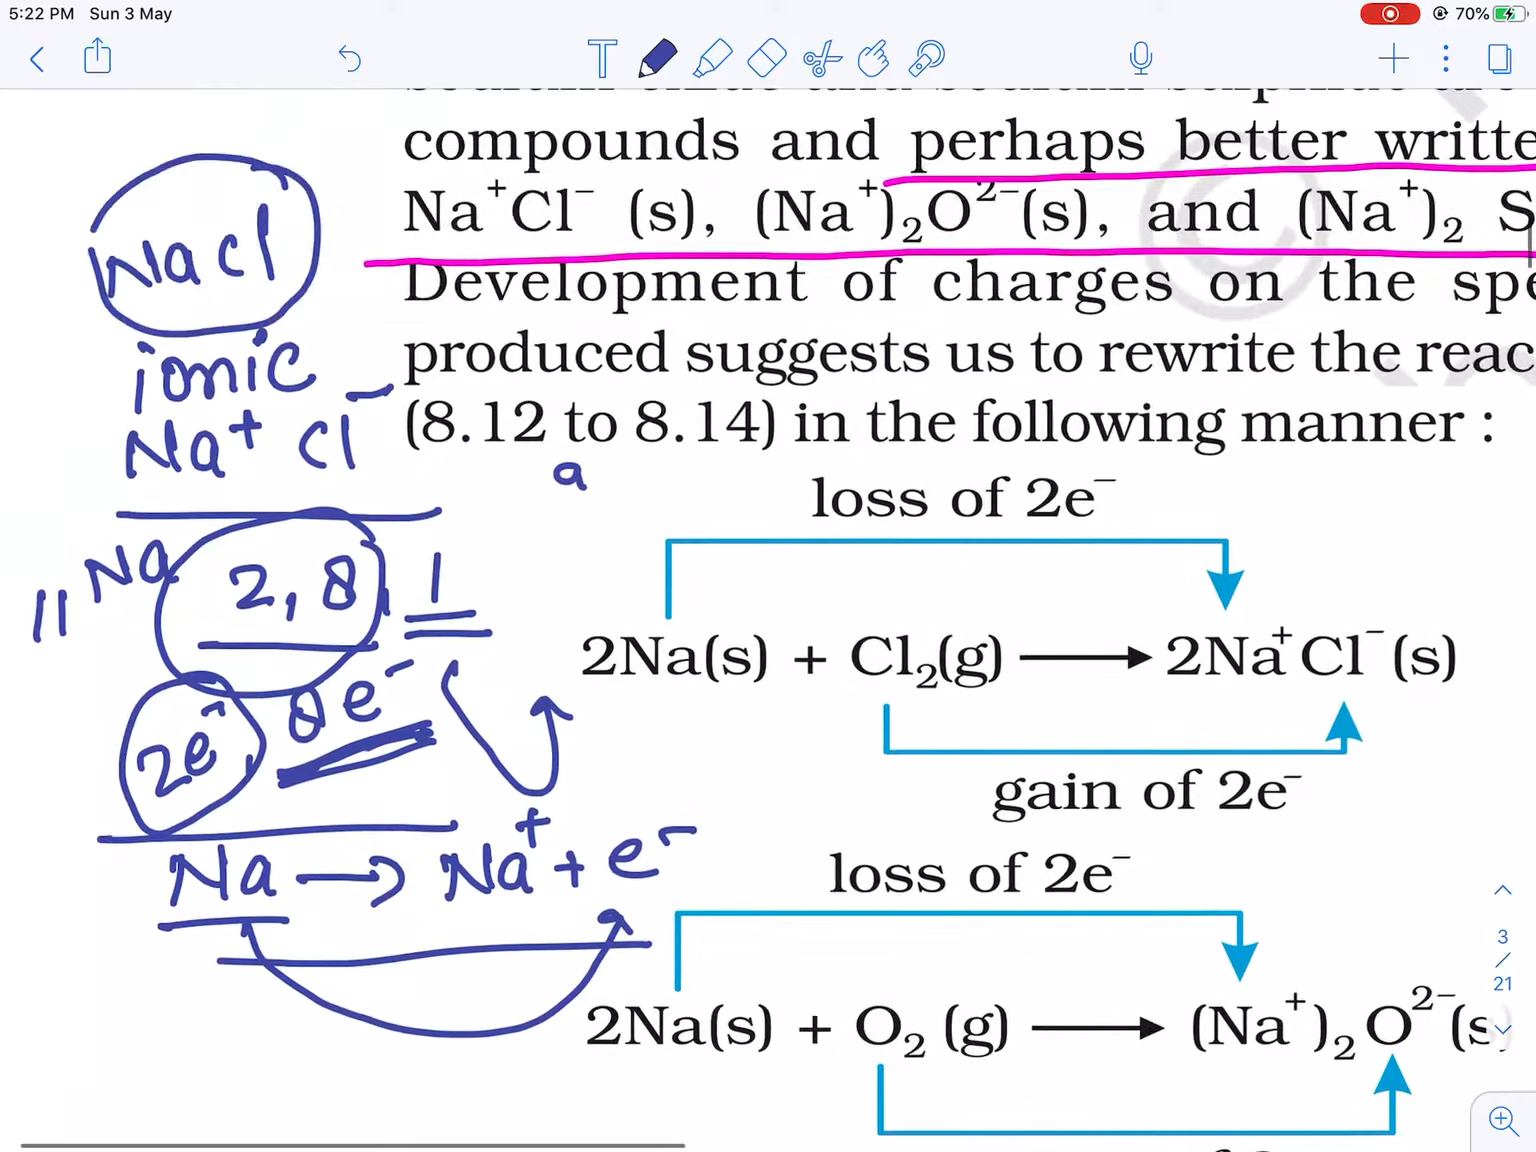 5:22 PM Sun 3 May
70%
compounds and perhaps better writte
Na⁺Cl⁻ (s), (Na⁺)₂O²⁻(s), and (Na⁺)₂ S
Development of charges on the spe
produced suggests us to rewrite the reac
(8.12 to 8.14) in the following manner :
NaCl
ionic
Na⁺ Cl⁻
a
11Na 2, 8, 1
2e⁻ 8e⁻
Na → Na⁺ + e⁻
loss of 2e⁻
2Na(s) + Cl₂(g) → 2Na⁺Cl⁻(s)
gain of 2e⁻
loss of 2e⁻
2Na(s) + O₂ (g) → (Na⁺)₂ O²⁻(s
3
/
21